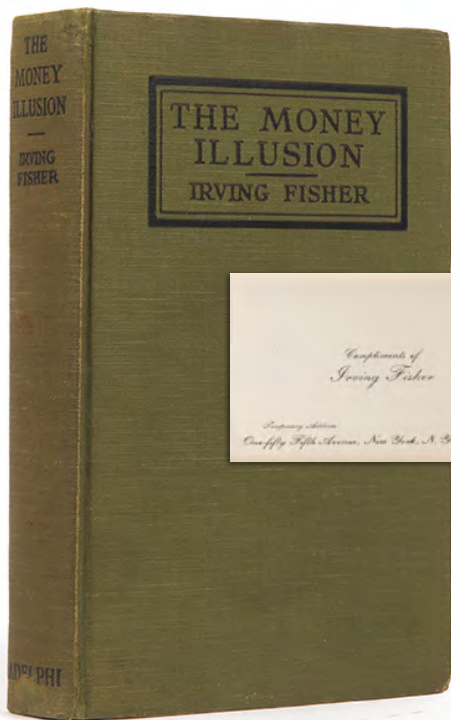 THE
MONEY
ILLUSION
IRVING
FISHER
ADELPHI
THE MONEY
ILLUSION
IRVING FISHER
Compliments of
Irving Fisher
Temporary Address
One-fifty Fifth Avenue, New York, N. Y